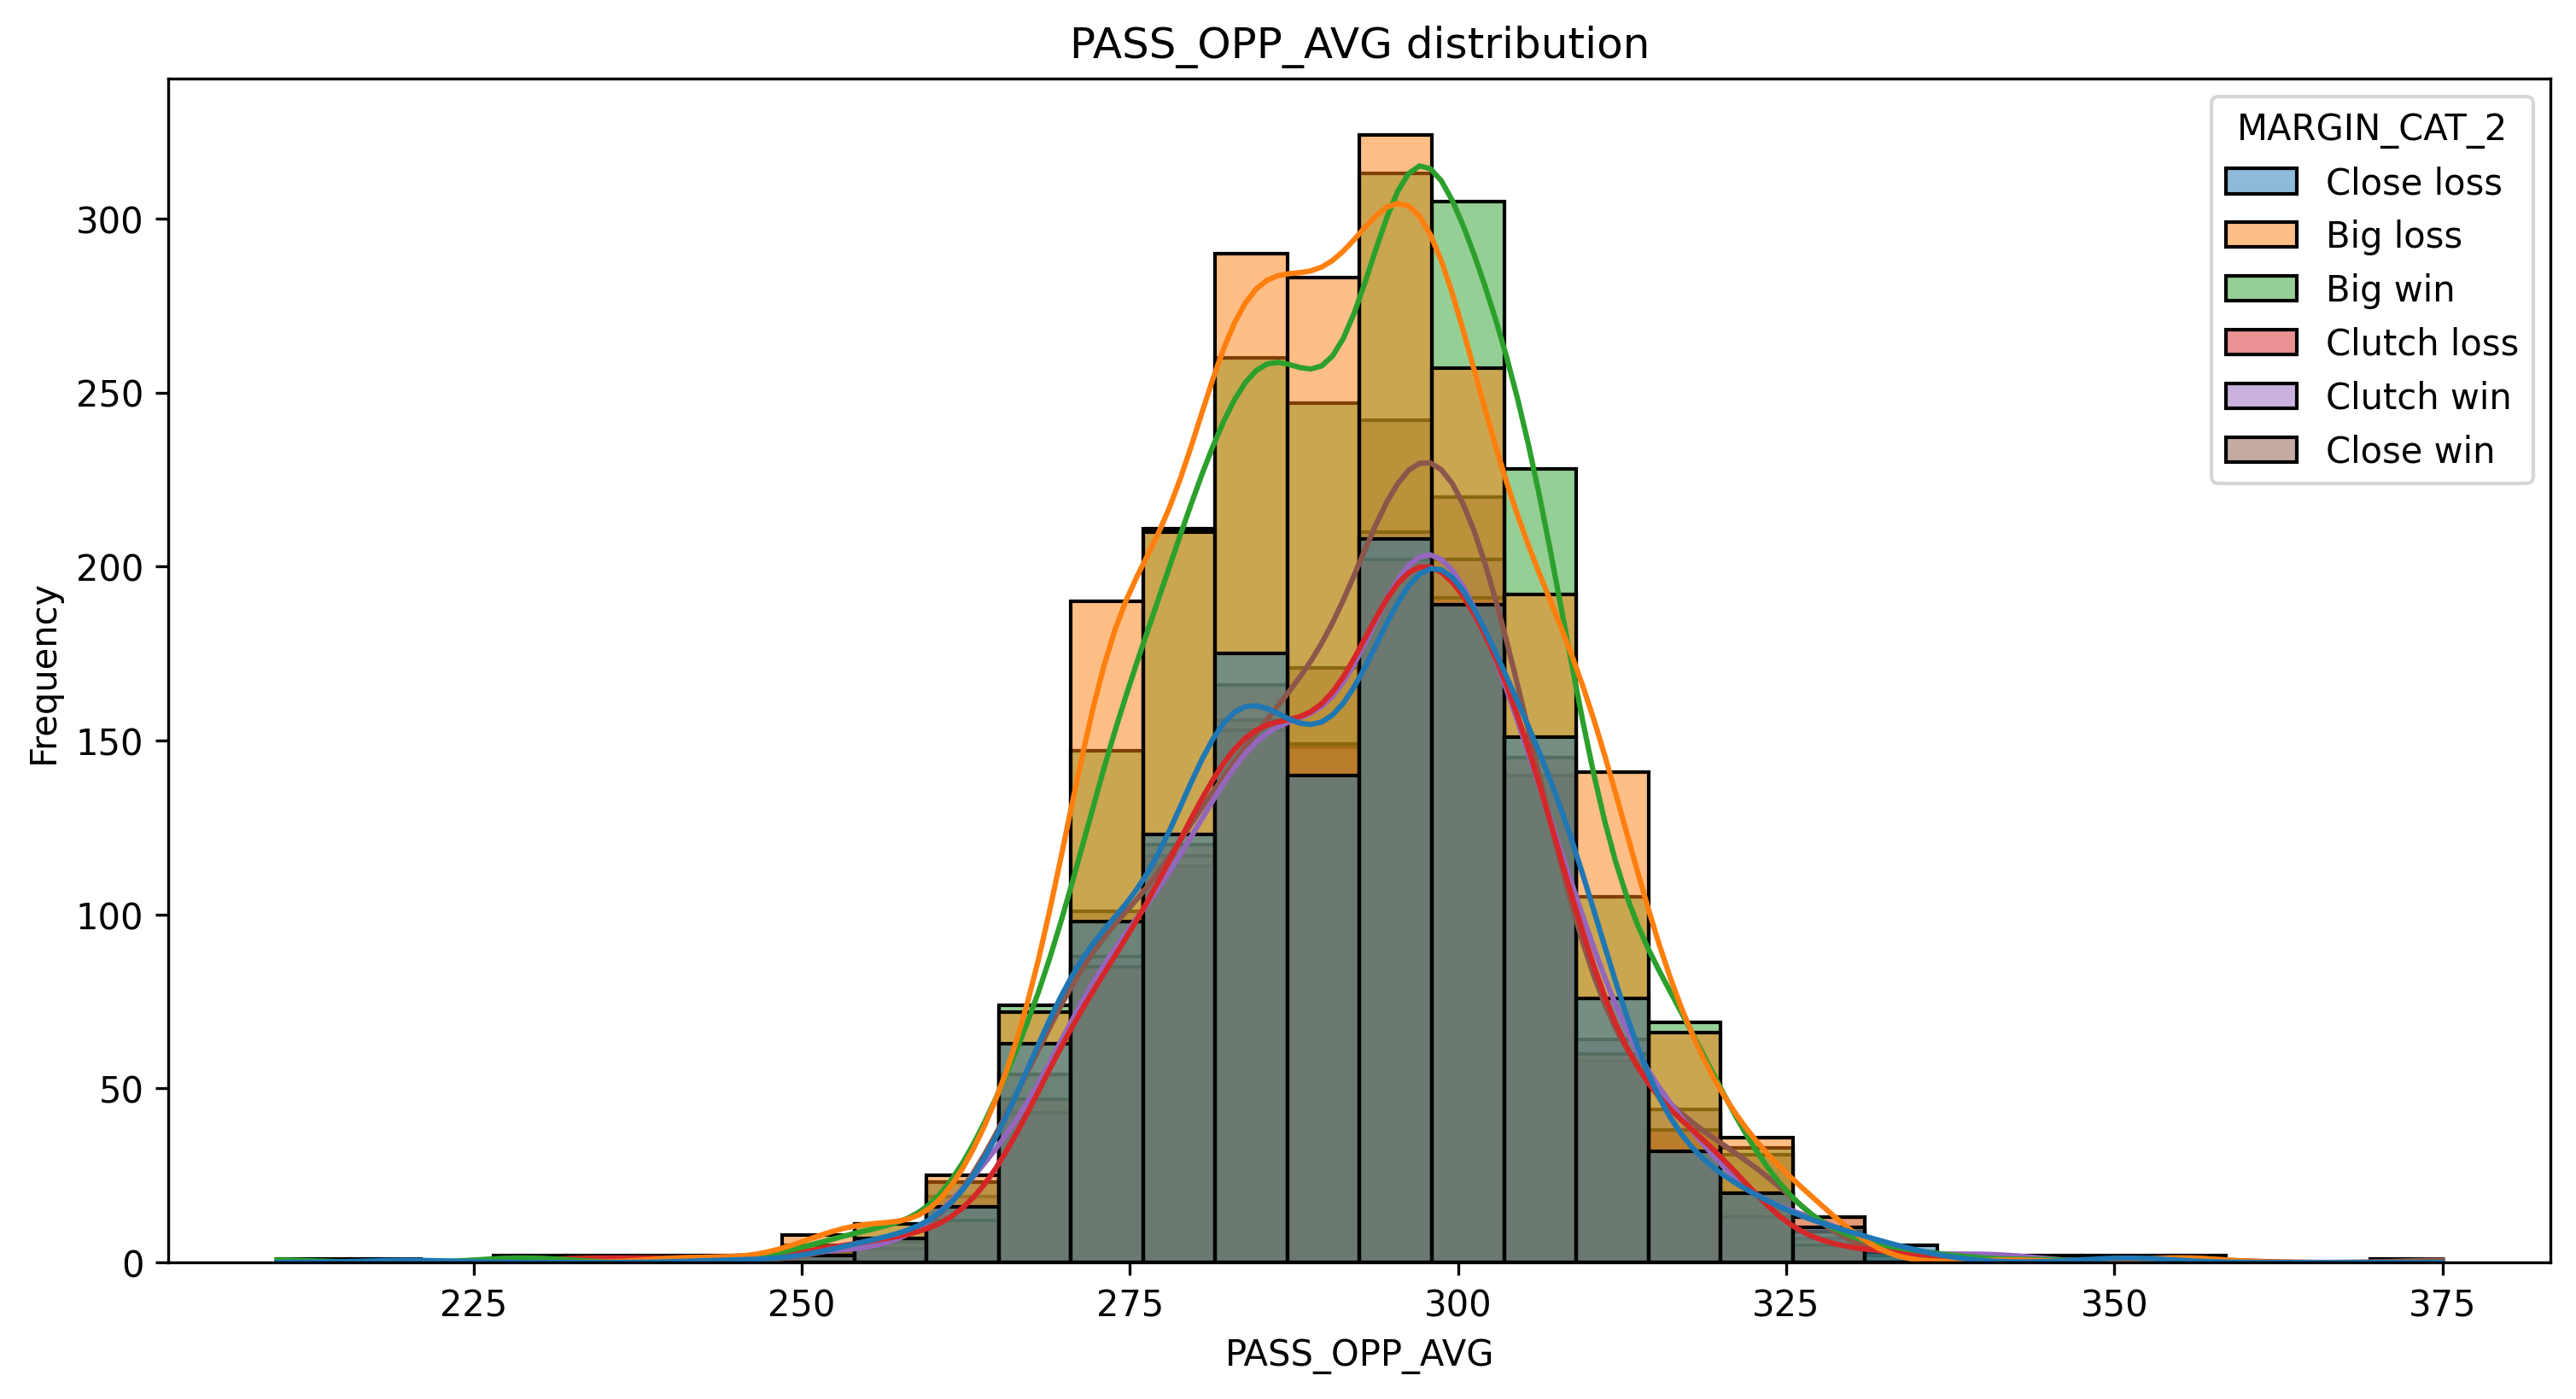 PASS_OPP_AVG distribution
MARGIN_CAT_2
Close loss
Big loss
Big win
Clutch loss
Clutch win
Close win
Frequency
300
250
200
150
100
50
0
225 250 275 300 325 350 375
PASS_OPP_AVG